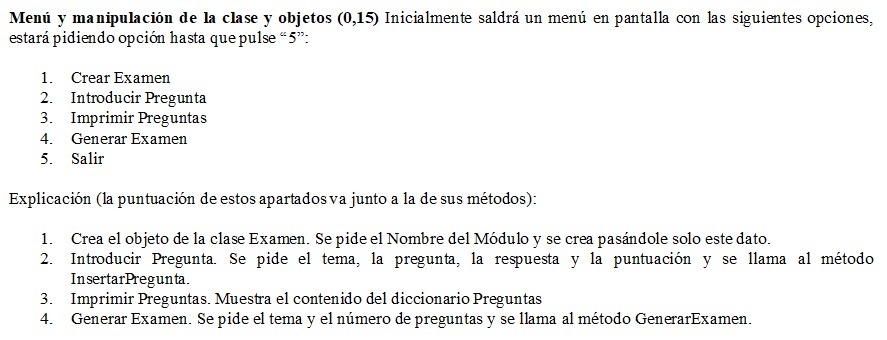 Menú y manipulación de la clase y objetos (0,15) Inicialmente saldrá un menú en pantalla con las siguientes opciones,
estará pidiendo opción hasta que pulse “5”:
1. Crear Examen
2. Introducir Pregunta
3. Imprimir Preguntas
4. Generar Examen
5. Salir
Explicación (la puntuación de estos apartados va junto a la de sus métodos):
1. Crea el objeto de la clase Examen. Se pide el Nombre del Módulo y se crea pasándole solo este dato.
2. Introducir Pregunta. Se pide el tema, la pregunta, la respuesta y la puntuación y se llama al método
InsertarPregunta.
3. Imprimir Preguntas. Muestra el contenido del diccionario Preguntas
4. Generar Examen. Se pide el tema y el número de preguntas y se llama al método GenerarExamen.